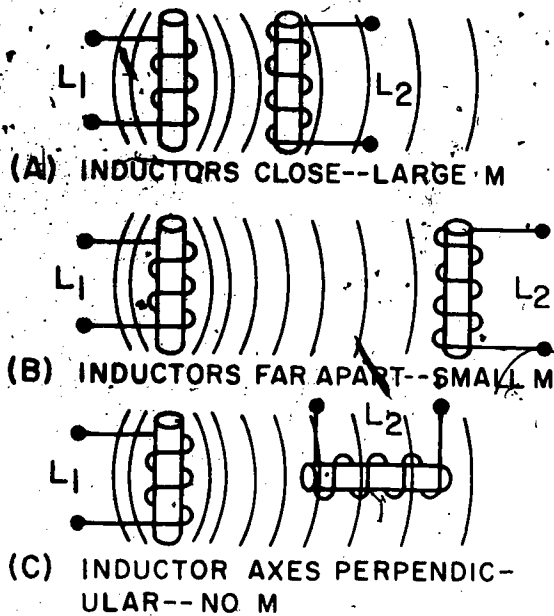 L1
L2
(A) INDUCTORS CLOSE--LARGE M
L1
L2
(B) INDUCTORS FAR APART--SMALL M
L1
L2
(C) INDUCTOR AXES PERPENDIC-
ULAR--NO M